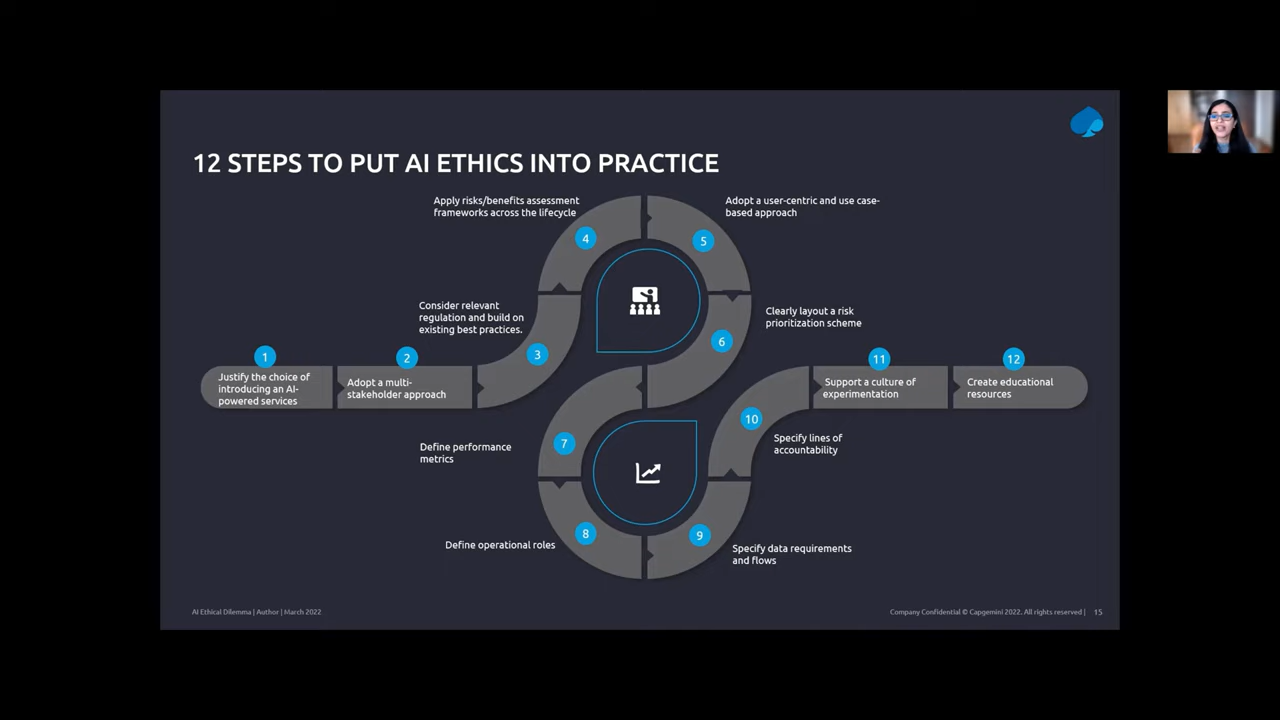 12 STEPS TO PUT AI ETHICS INTO PRACTICE
1
Justify the choice of
introducing an AI-
powered services
2
Adopt a multi-
stakeholder approach
3
Consider relevant
regulation and build on
existing best practices.
4
Apply risks/benefits assessment
frameworks across the lifecycle
5
Adopt a user-centric and use case-
based approach
6
Clearly layout a risk
prioritization scheme
7
Define performance
metrics
8
Define operational roles
9
Specify data requirements
and flows
10
Specify lines of
accountability
11
Support a culture of
experimentation
12
Create educational
resources
AI Ethical Dilemma | Author | March 2022
Company Confidential © Capgemini 2022. All rights reserved |
15